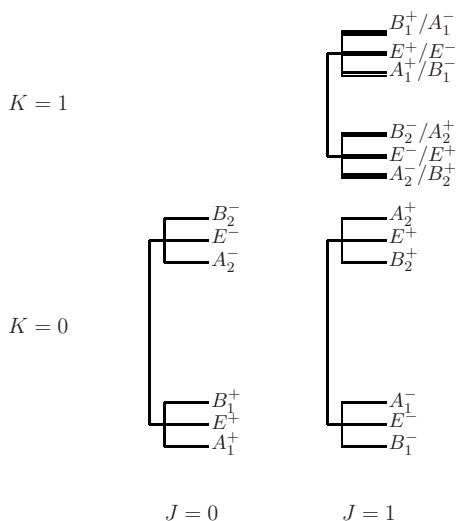 $B_1^+/A_1^-$
$E^+/E^-$
$A_1^+/B_1^-$
$K = 1$
$B_2^-/A_2^+$
$E^-/E^+$
$A_2^-/B_2^+$
$B_2^-$ $A_2^+$
$E^-$ $E^+$
$A_2^-$ $B_2^+$
$K = 0$
$B_1^+$ $A_1^-$
$E^+$ $E^-$
$A_1^+$ $B_1^-$
$J = 0$ $J = 1$